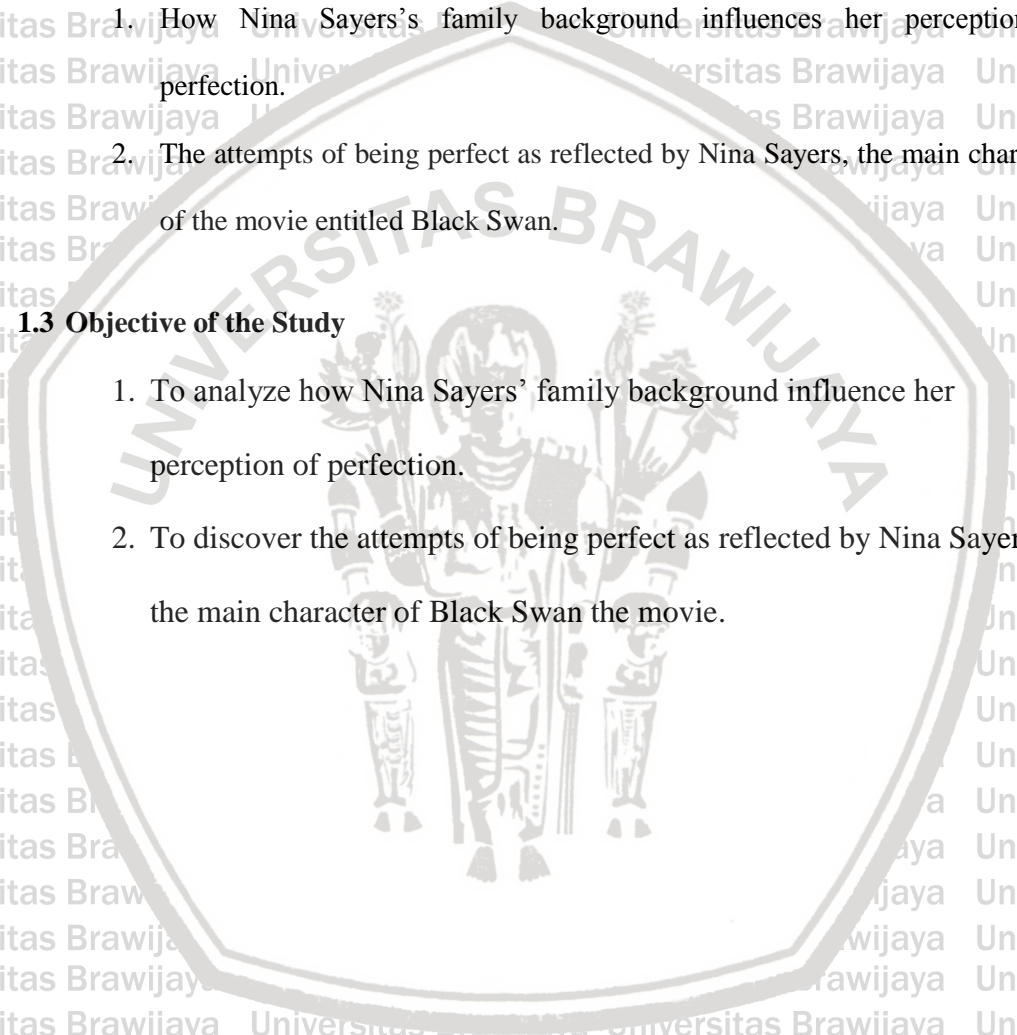 1. How Nina Sayers's family background influences her perception
perfection.
2. The attempts of being perfect as reflected by Nina Sayers, the main char
of the movie entitled Black Swan.
1.3 Objective of the Study
1. To analyze how Nina Sayers' family background influence her
perception of perfection.
2. To discover the attempts of being perfect as reflected by Nina Sayer
the main character of Black Swan the movie.
UNIVERSITAS BRAWIJAYA